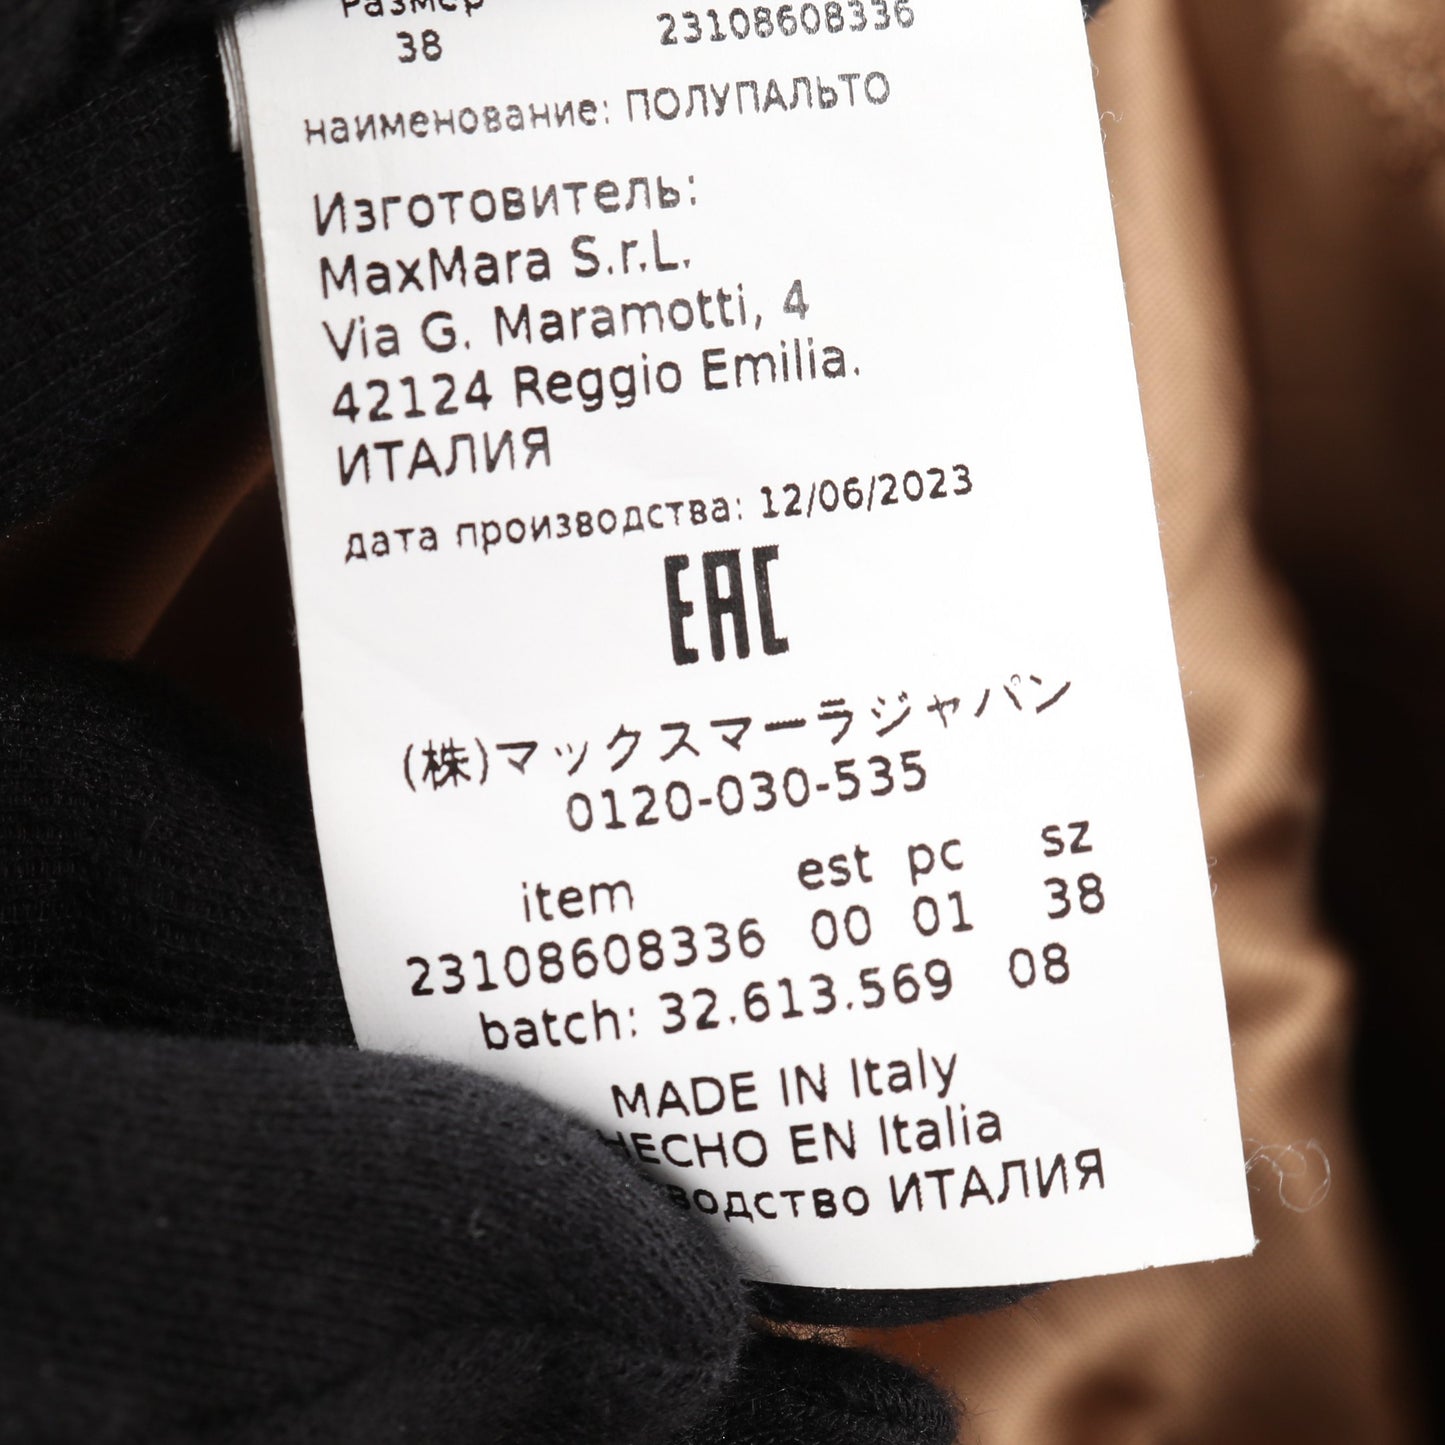 Размер
38 23108608336
наименование: ПОЛУПАЛЬТО
Изготовитель:
MaxMara S.r.L.
Via G. Maramotti, 4
42124 Reggio Emilia.
ИТАЛИЯ
дата производства: 12/06/2023
EAC
(株)マックスマーラジャパン
0120-030-535
item est pc sz
23108608336 00 01 38
batch: 32.613.569 08
MADE IN Italy
HECHO EN Italia
водство ИТАЛИЯ